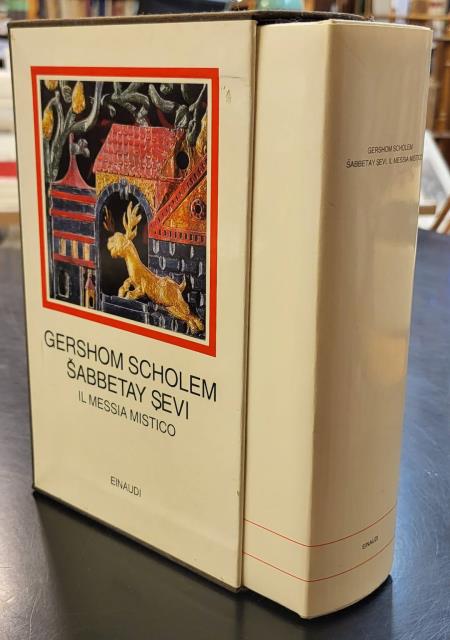 GERSHOM SCHOLEM
ŠABBETAY ṢEVI
IL MESSIA MISTICO
EINAUDI
GERSHOM SCHOLEM
ŠABBETAY ṢEVI. IL MESSIA MISTICO
EINAUDI